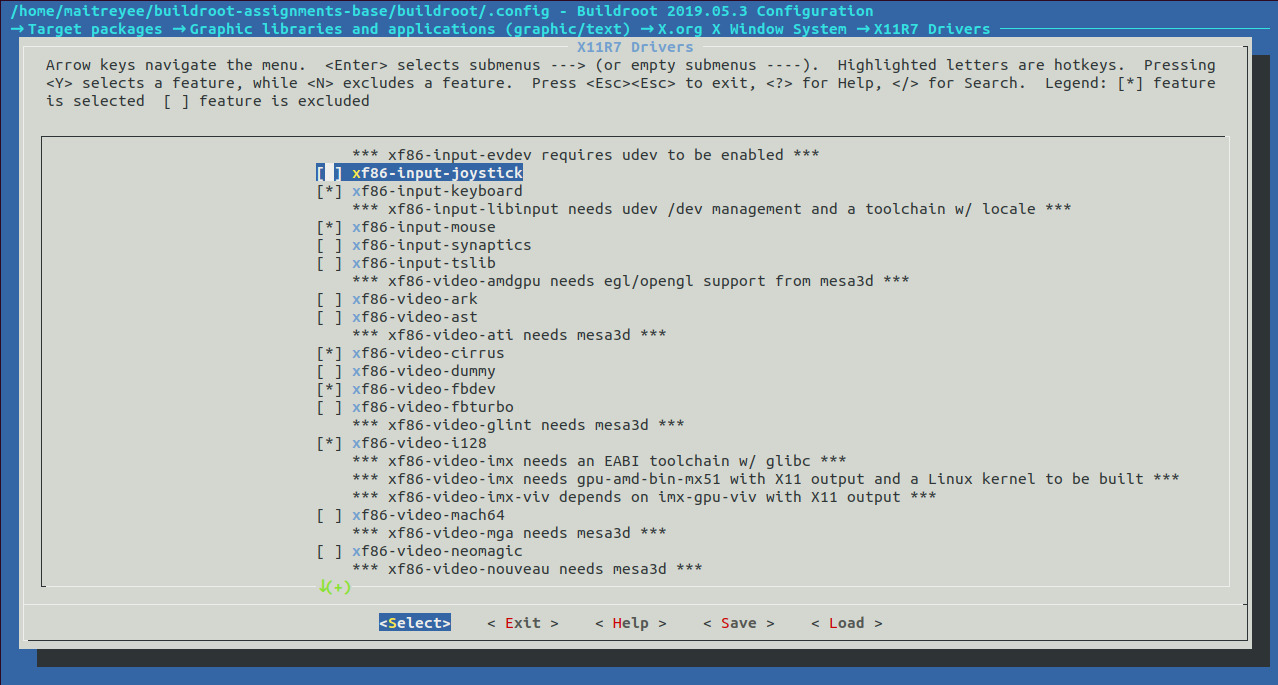 /home/maitreyee/buildroot-assignments-base/buildroot/.config - Buildroot 2019.05.3 Configuration
→Target packages →Graphic libraries and applications (graphic/text) →X.org X Window System →X11R7 Drivers
X11R7 Drivers
Arrow keys navigate the menu.  <Enter> selects submenus ---> (or empty submenus ----).  Highlighted letters are hotkeys.  Pressing
<Y> selects a feature, while <N> excludes a feature.  Press <Esc><Esc> to exit, <?> for Help, </> for Search.  Legend: [*] feature
is selected  [ ] feature is excluded
*** xf86-input-evdev requires udev to be enabled ***
[ ] xf86-input-joystick
[*] xf86-input-keyboard
*** xf86-input-libinput needs udev /dev management and a toolchain w/ locale ***
[*] xf86-input-mouse
[ ] xf86-input-synaptics
[ ] xf86-input-tslib
*** xf86-video-amdgpu needs egl/opengl support from mesa3d ***
[ ] xf86-video-ark
[ ] xf86-video-ast
*** xf86-video-ati needs mesa3d ***
[*] xf86-video-cirrus
[ ] xf86-video-dummy
[*] xf86-video-fbdev
[ ] xf86-video-fbturbo
*** xf86-video-glint needs mesa3d ***
[*] xf86-video-i128
*** xf86-video-imx needs an EABI toolchain w/ glibc ***
*** xf86-video-imx needs gpu-amd-bin-mx51 with X11 output and a Linux kernel to be built ***
*** xf86-video-imx-viv depends on imx-gpu-viv with X11 output ***
[ ] xf86-video-mach64
*** xf86-video-mga needs mesa3d ***
[ ] xf86-video-neomagic
*** xf86-video-nouveau needs mesa3d ***
↓(+)
<Select>    < Exit >    < Help >    < Save >    < Load >